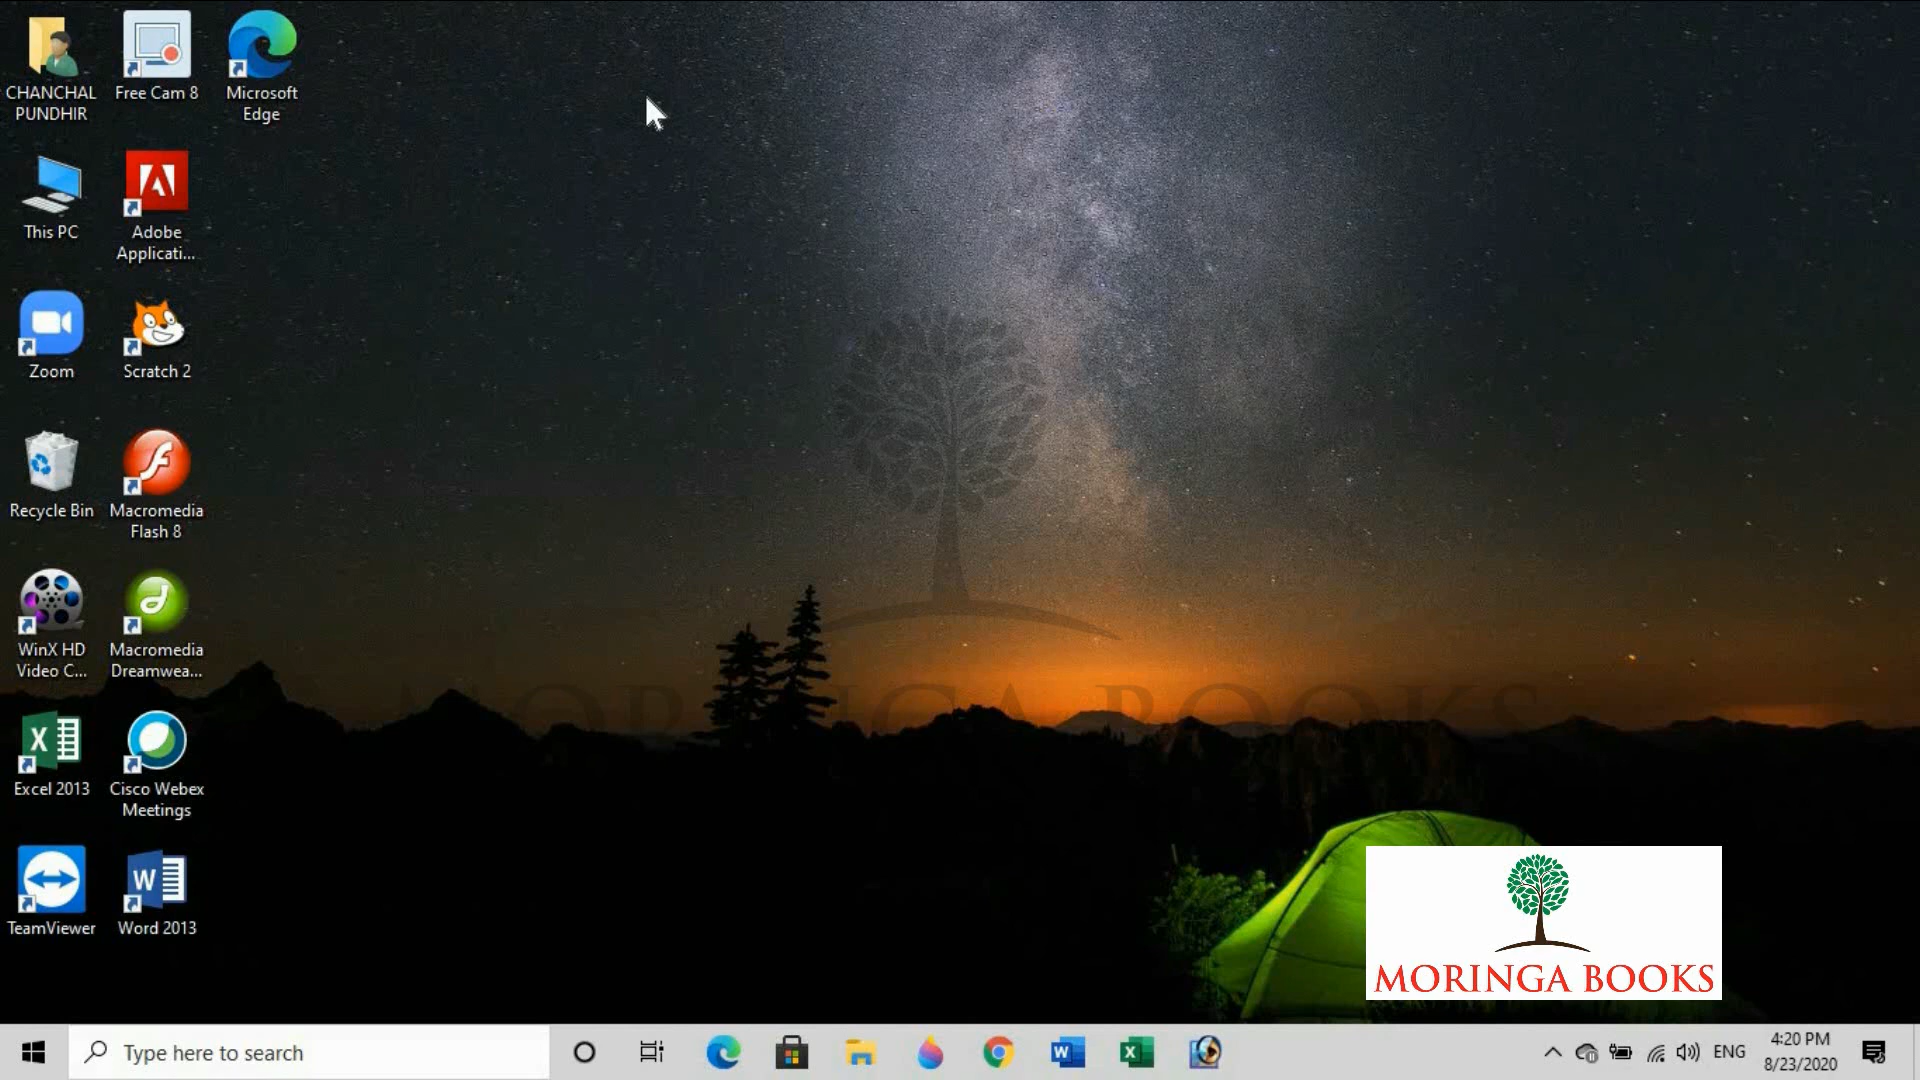 CHANCHAL
PUNDHIR
Free Cam 8
Microsoft
Edge
This PC
Adobe
Applicati...
Zoom
Scratch 2
Recycle Bin
Macromedia
Flash 8
WinX HD
Video C...
Macromedia
Dreamwea...
Excel 2013
Cisco Webex
Meetings
TeamViewer
Word 2013
MORINGA BOOKS
MORINGA BOOKS
Type here to search
ENG
4:20 PM
8/23/2020